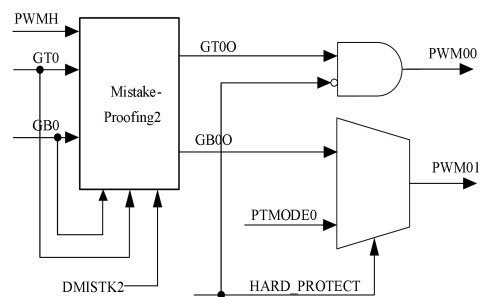 PWMH
GT0
GB0
Mistake-
Proofing2
GT0O
GB0O
PWM00
PWM01
PTMODE0
DMISTK2
HARD_PROTECT